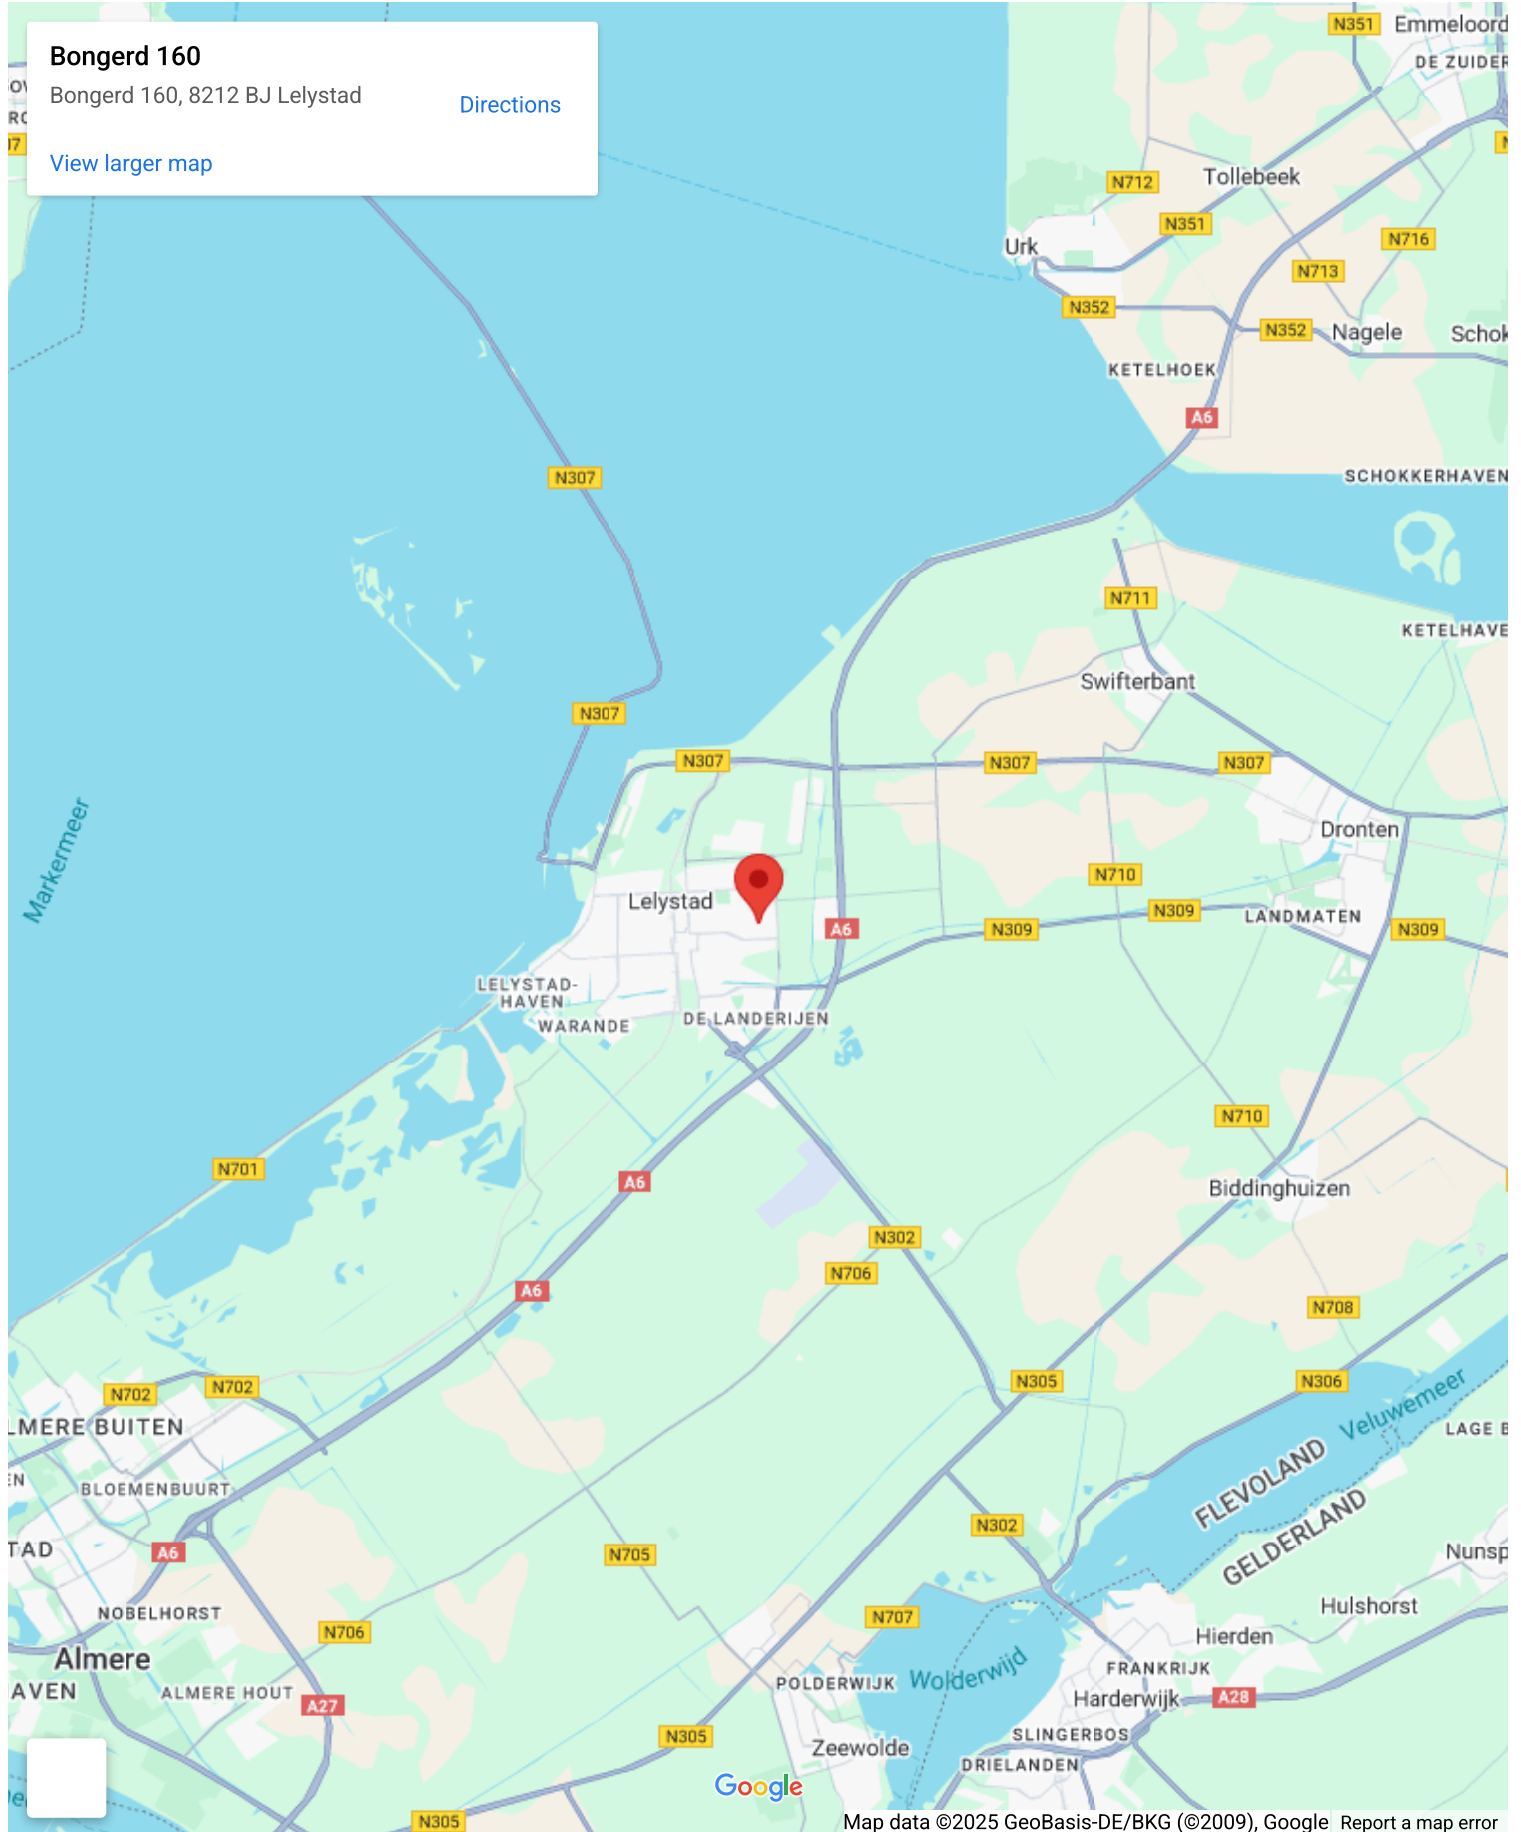 Bongerd 160
Bongerd 160, 8212 BJ Lelystad
Directions
View larger map
N351
Emmeloord
DE ZUIDER
N712
Tollebeek
N351
N716
Urk
N713
N352
N352
Nagele
Schok
KETELHOEK
A6
N307
SCHOKKERHAVEN
N711
KETELHAVE
Swifterbant
N307
N307
N307
N307
Markermeer
Dronten
N710
Lelystad
N309
LANDMATEN
A6
N309
N309
LELYSTAD-
HAVEN
WARANDE
DE LANDERIJEN
N710
N701
A6
Biddinghuizen
N302
N706
A6
N708
N702
N702
N305
N306
Veluwemeer
LMERE BUITEN
LAGE B
EN
BLOEMENBUURT
FLEVOLAND
GELDERLAND
N302
TAD
A6
N705
Nunsp
NOBELHORST
N706
N707
Hulshorst
Hierden
Almere
Wolderwijd
FRANKRIJK
AVEN
ALMERE HOUT
A27
POLDERWIJK
Harderwijk
A28
N305
SLINGERBOS
Zeewolde
DRIELANDEN
Google
N305
Map data ©2025 GeoBasis-DE/BKG (©2009), Google
Report a map error